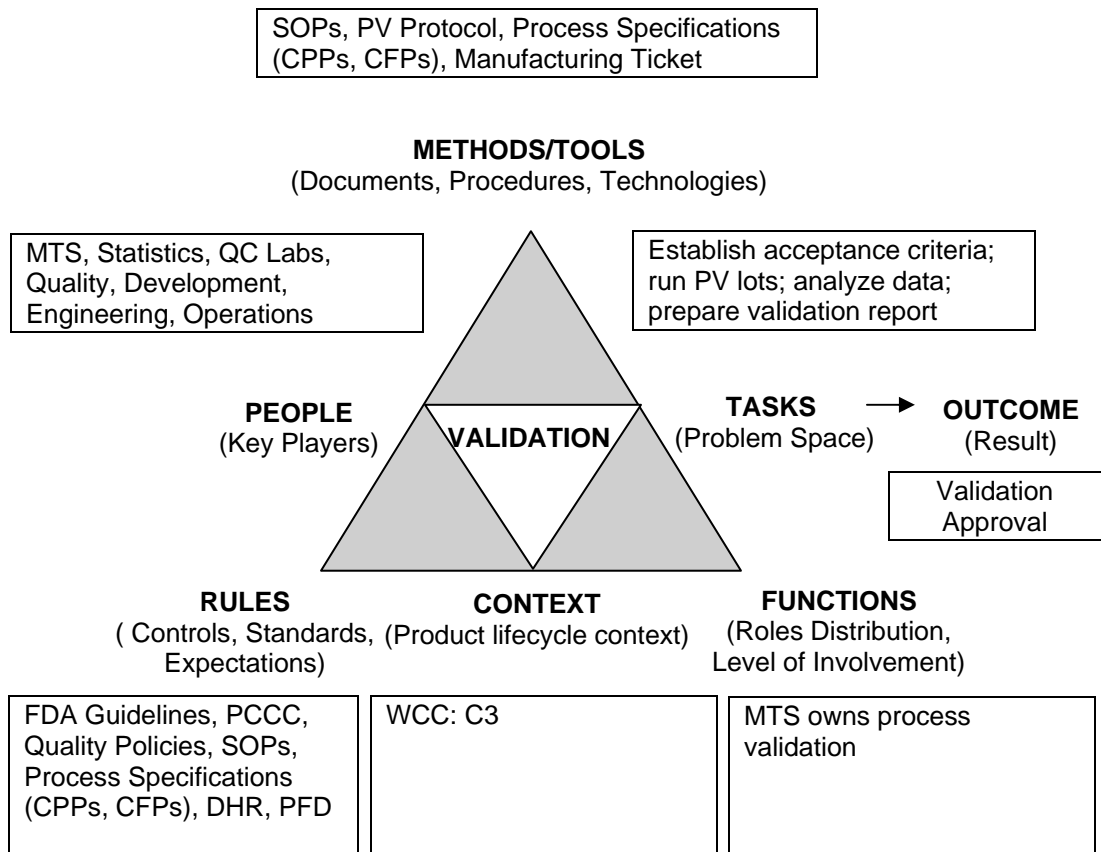 SOPs, PV Protocol, Process Specifications
(CPPs, CFPs), Manufacturing Ticket
METHODS/TOOLS
(Documents, Procedures, Technologies)
MTS, Statistics, QC Labs,
Quality, Development,
Engineering, Operations
Establish acceptance criteria;
run PV lots; analyze data;
prepare validation report
PEOPLE
(Key Players)
VALIDATION
TASKS
(Problem Space)
OUTCOME
(Result)
Validation
Approval
RULES
( Controls, Standards,
Expectations)
CONTEXT
(Product lifecycle context)
FUNCTIONS
(Roles Distribution,
Level of Involvement)
FDA Guidelines, PCCC,
Quality Policies, SOPs,
Process Specifications
(CPPs, CFPs), DHR, PFD
WCC: C3
MTS owns process
validation